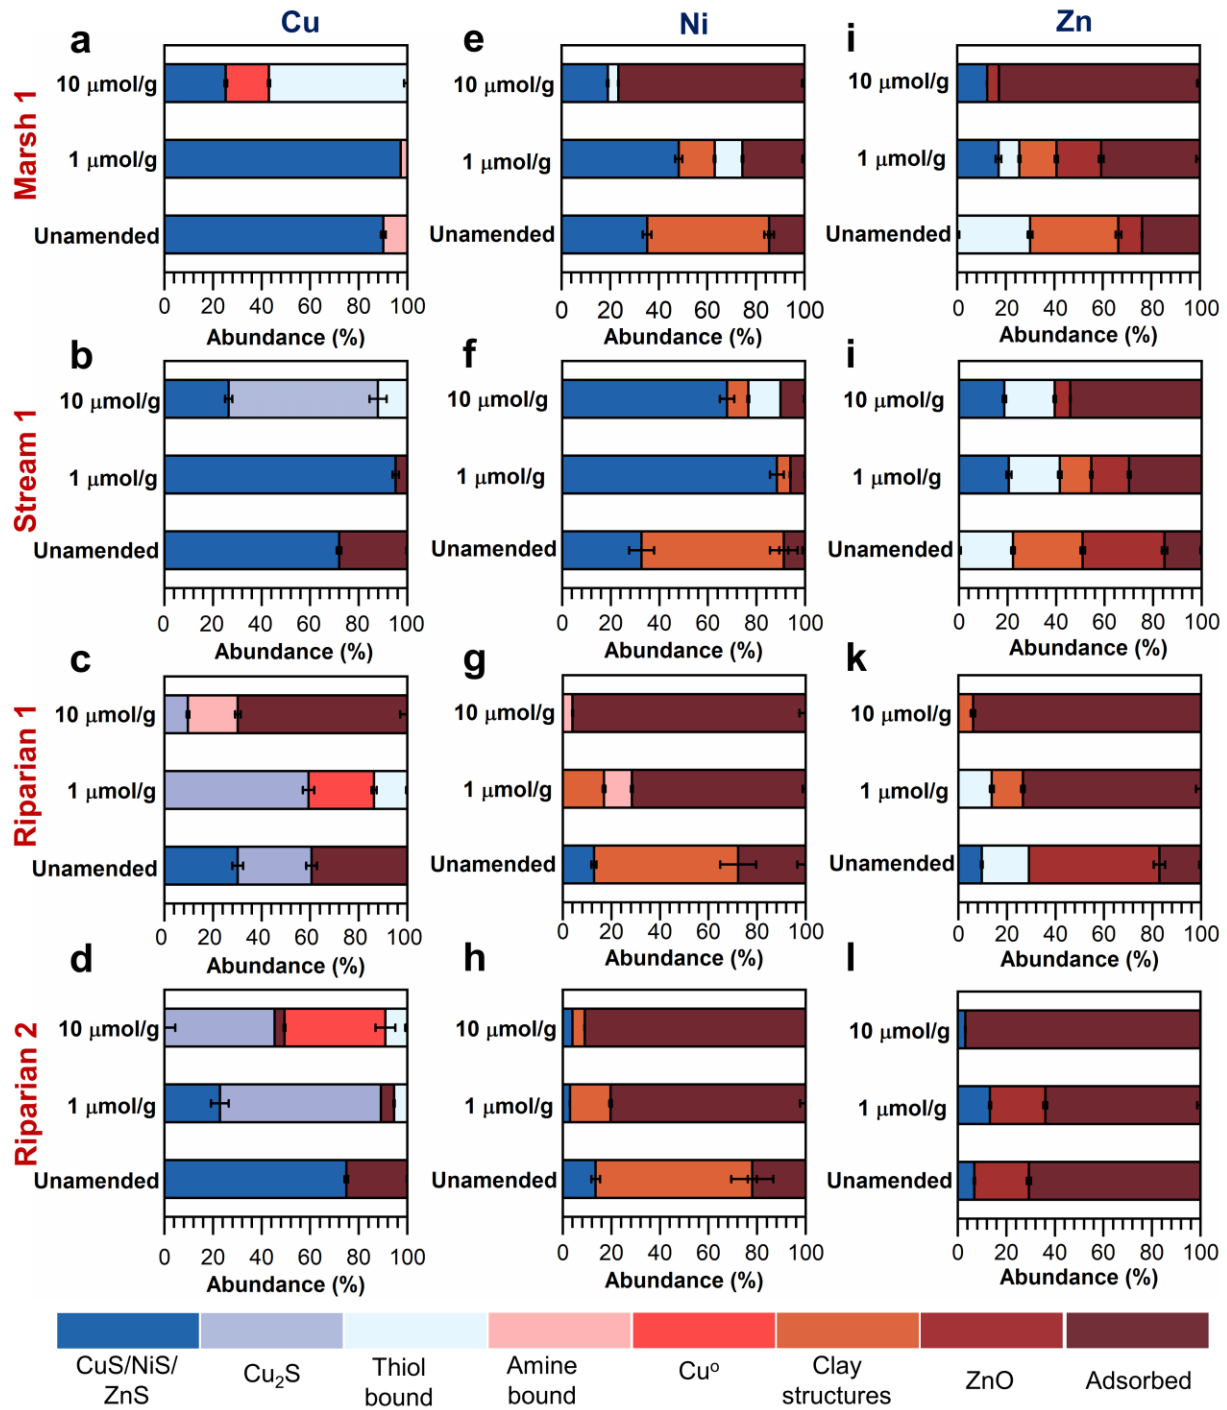 Cu Ni Zn
a e i
Marsh 1
10 μmol/g 10 μmol/g 10 μmol/g
1 μmol/g 1 μmol/g 1 μmol/g
Unamended Unamended Unamended
0 20 40 60 80 100 0 20 40 60 80 100 0 20 40 60 80 100
Abundance (%) Abundance (%) Abundance (%)
b f i
Stream 1
10 μmol/g 10 μmol/g 10 μmol/g
1 μmol/g 1 μmol/g 1 μmol/g
Unamended Unamended Unamended
0 20 40 60 80 100 0 20 40 60 80 100 0 20 40 60 80 100
Abundance (%) Abundance (%) Abundance (%)
c g k
Riparian 1
10 μmol/g 10 μmol/g 10 μmol/g
1 μmol/g 1 μmol/g 1 μmol/g
Unamended Unamended Unamended
0 20 40 60 80 100 0 20 40 60 80 100 0 20 40 60 80 100
Abundance (%) Abundance (%) Abundance (%)
d h l
Riparian 2
10 μmol/g 10 μmol/g 10 μmol/g
1 μmol/g 1 μmol/g 1 μmol/g
Unamended Unamended Unamended
0 20 40 60 80 100 0 20 40 60 80 100 0 20 40 60 80 100
Abundance (%) Abundance (%) Abundance (%)
CuS/NiS/
ZnS
Cu₂S
Thiol
bound
Amine
bound
Cuº
Clay
structures
ZnO
Adsorbed